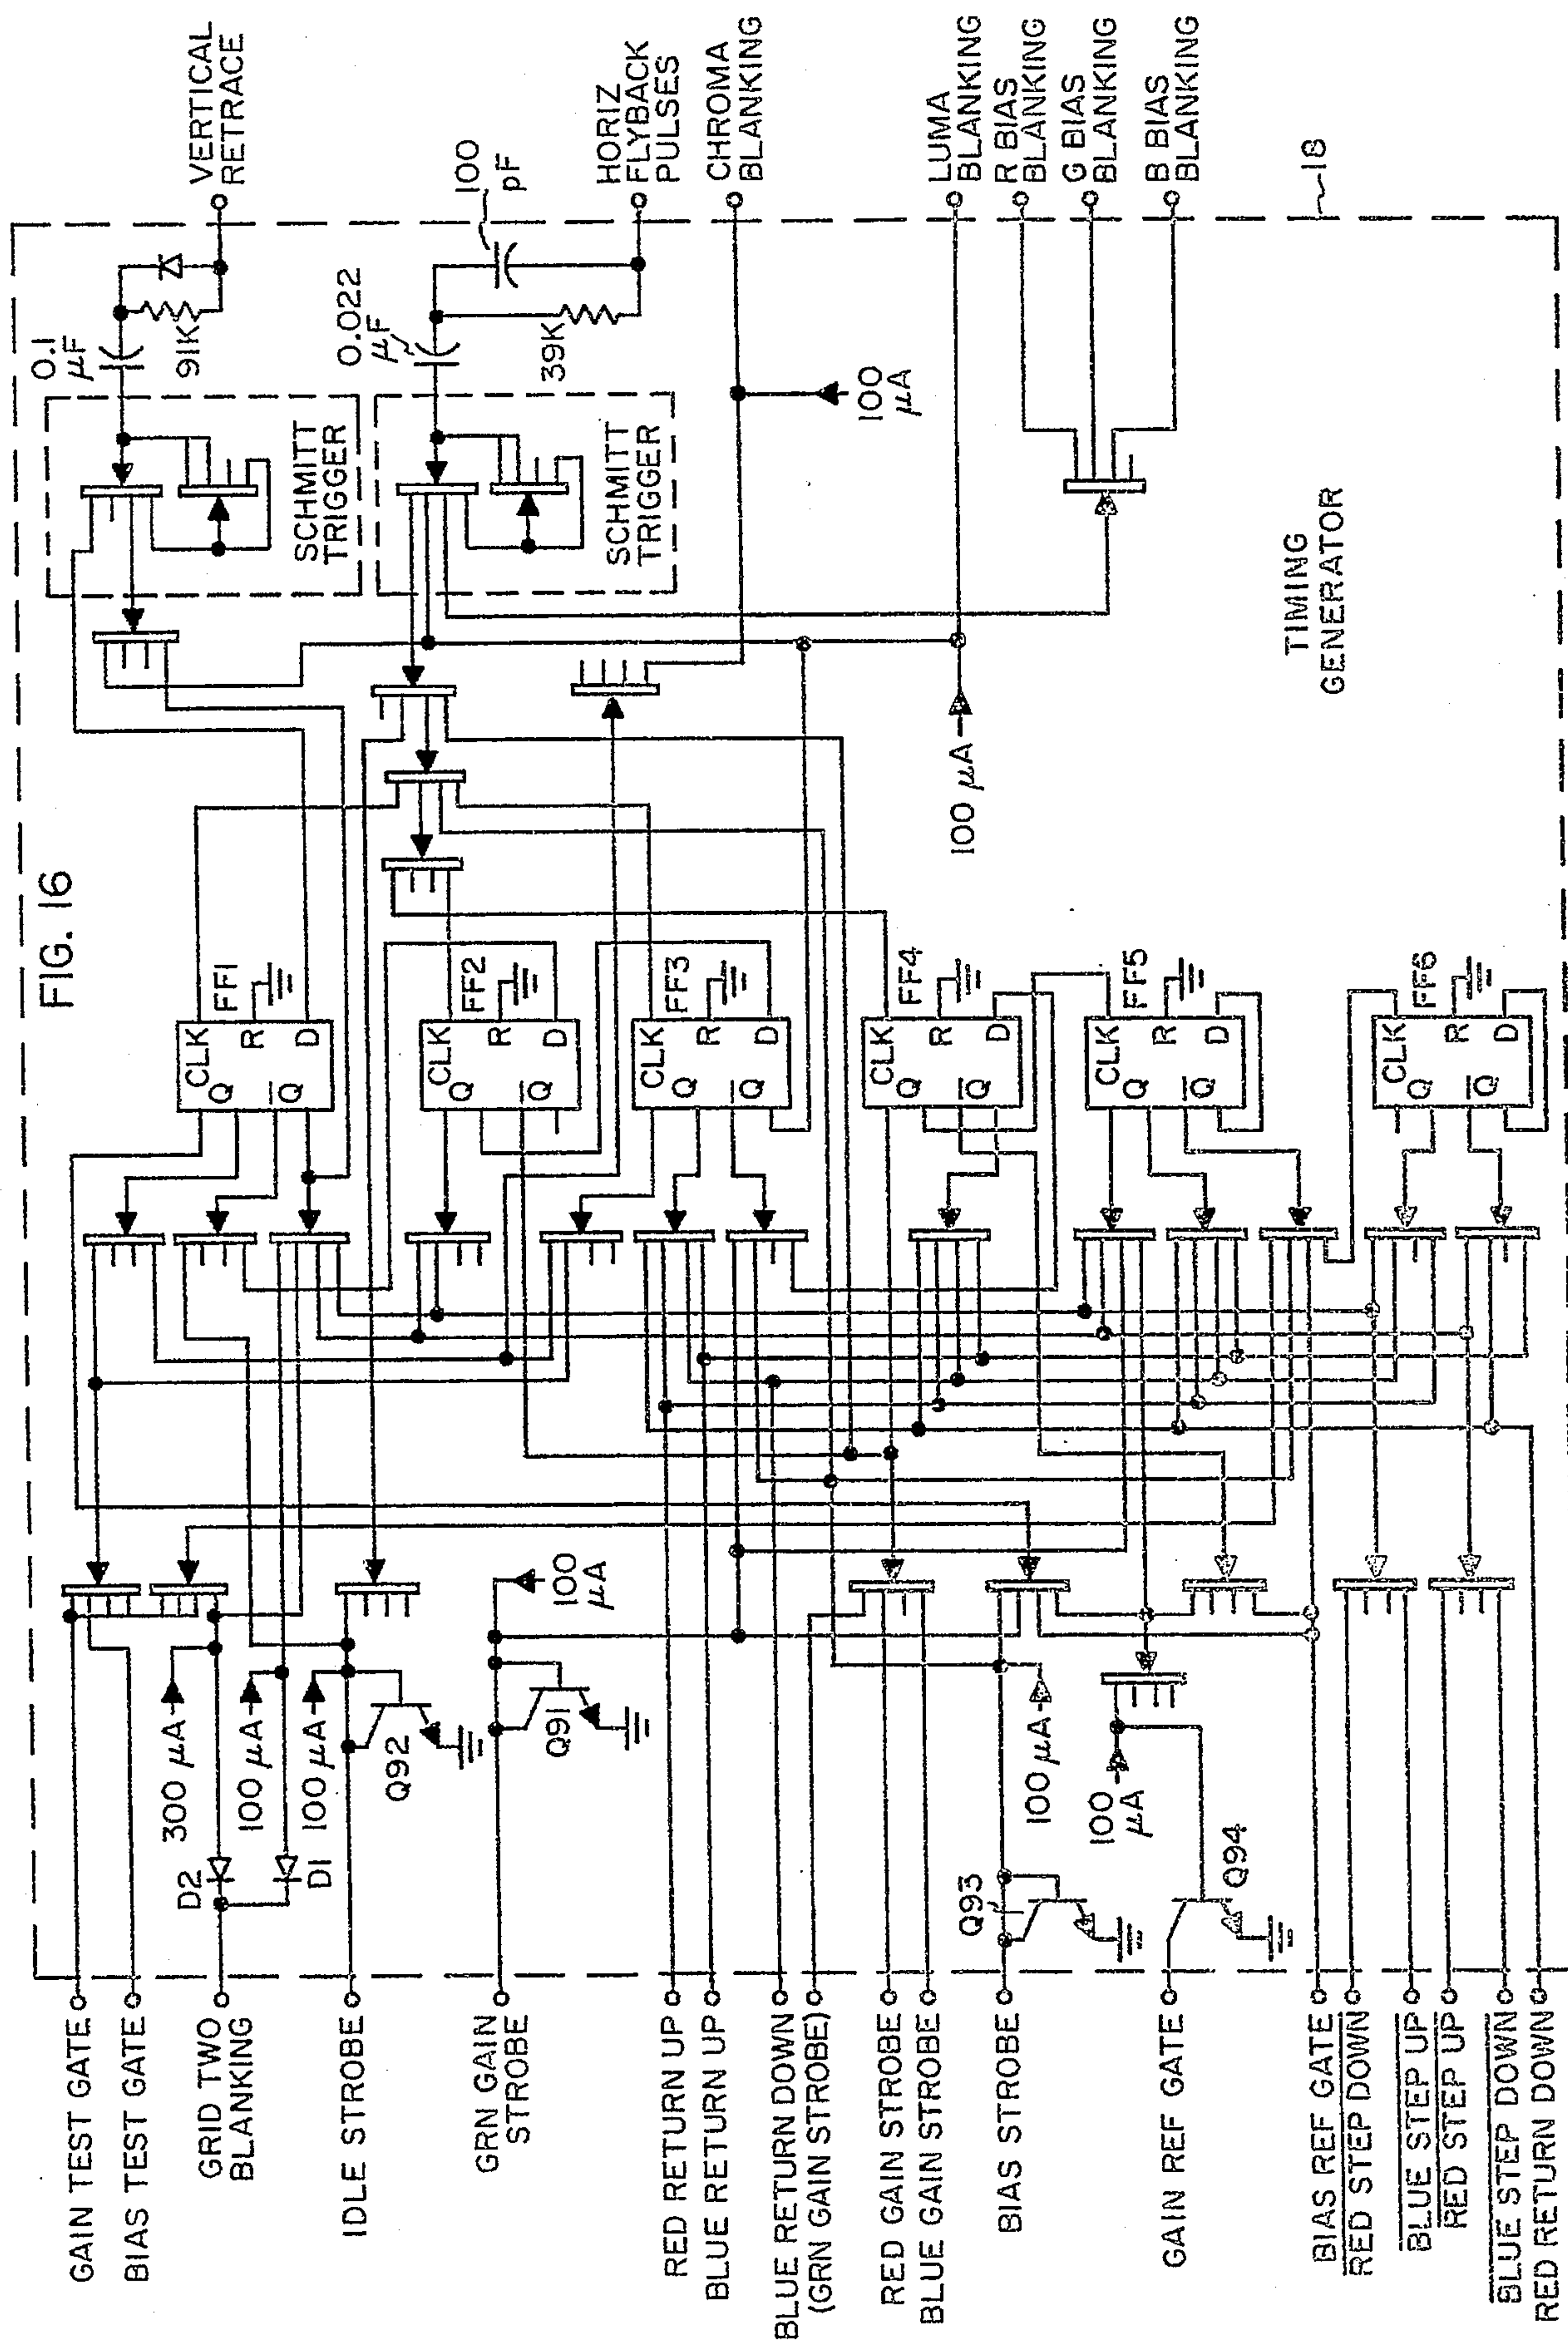 FIG. 16
VERTICAL
RETRACE
100
pF
HORIZ
FLYBACK
PULSES
CHROMA
BLANKING
LUMA
BLANKING
R BIAS
BLANKING
G BIAS
BLANKING
B BIAS
BLANKING
18
0.1
μF
91K
0.022
μF
39K
100
μA
SCHMITT
TRIGGER
SCHMITT
TRIGGER
TIMING
GENERATOR
100 μA
FF1
CLK
R
D
Q
Q
FF2
CLK
R
D
Q
Q
FF3
CLK
R
D
Q
Q
FF4
CLK
R
D
Q
Q
FF5
CLK
R
D
Q
Q
FF6
CLK
R
D
Q
Q
300 μA
100 μA
100 μA
D2
D1
Q92
100
μA
Q91
100 μA
100
μA
Q93
Q94
GAIN TEST GATE
BIAS TEST GATE
GRID TWO
BLANKING
IDLE STROBE
GRN GAIN
STROBE
RED RETURN UP
BLUE RETURN UP
BLUE RETURN DOWN
(GRN GAIN STROBE)
RED GAIN STROBE
BLUE GAIN STROBE
BIAS STROBE
GAIN REF GATE
BIAS REF GATE
RED STEP DOWN
BLUE STEP UP
RED STEP UP
BLUE STEP DOWN
RED RETURN DOWN